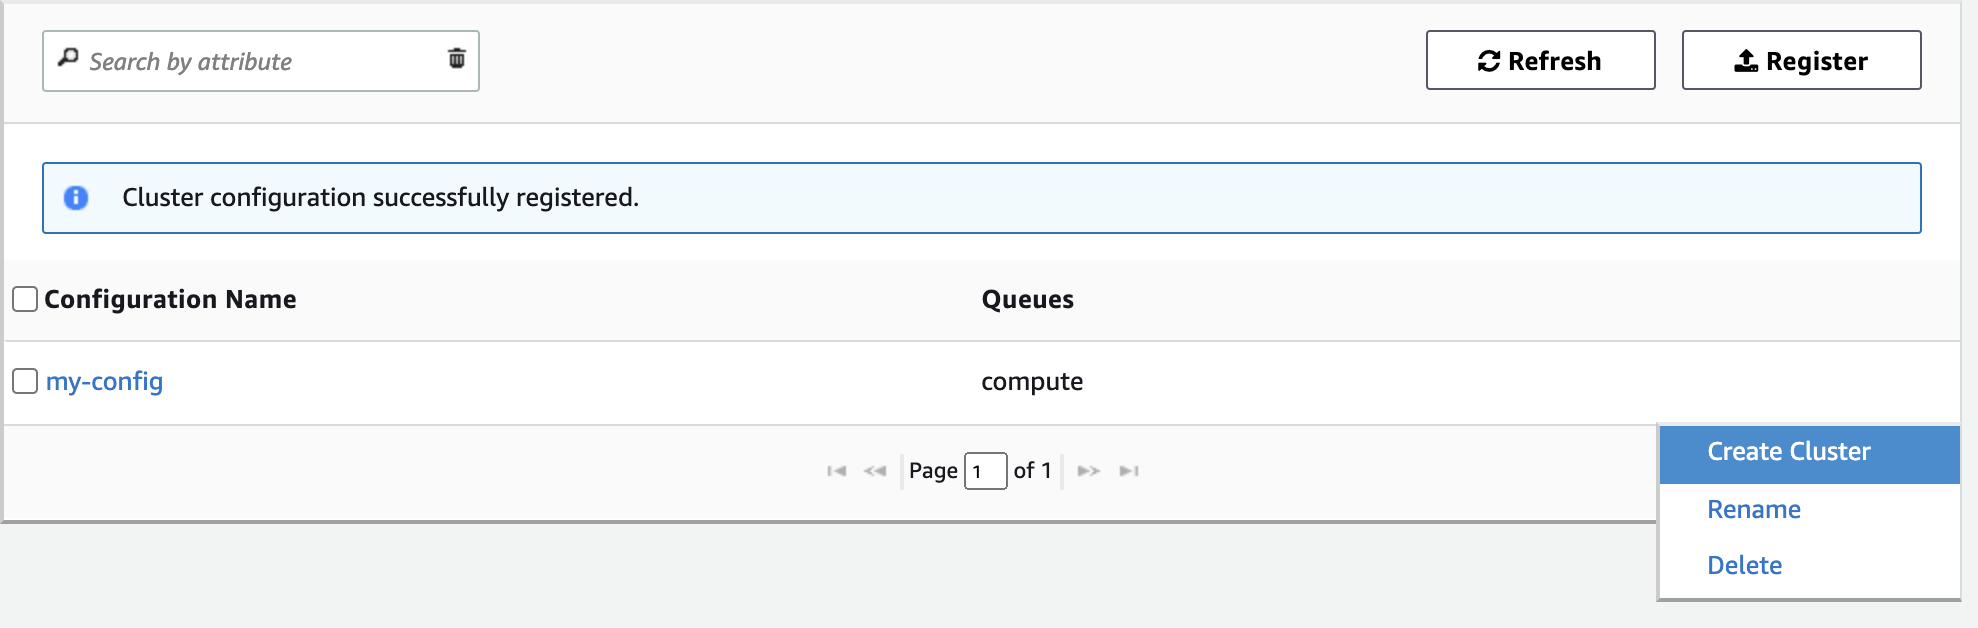 Search by attribute
Refresh
Register
Cluster configuration successfully registered.
Configuration Name
Queues
my-config
compute
Page 1 of 1
Create Cluster
Rename
Delete